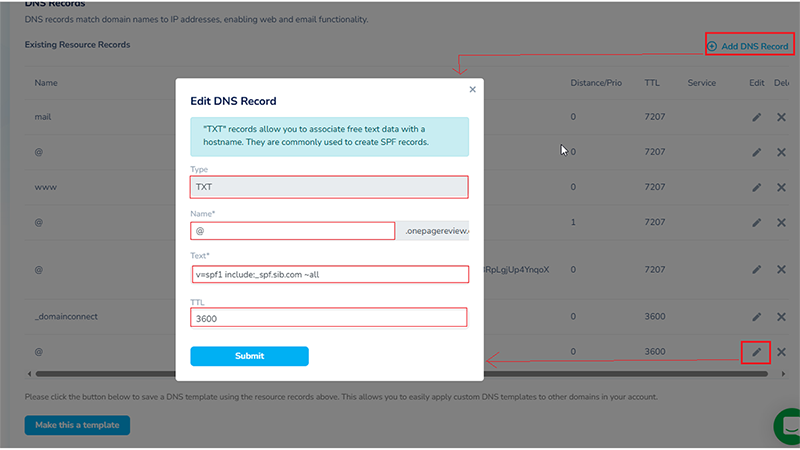 DNS Records
DNS records match domain names to IP addresses, enabling web and email functionality.
Existing Resource Records
Add DNS Record
Name Distance/Prio TTL Service Edit Dele
mail 0 7207
@ 0 7207
www 0 7207
@ 1 7207
@ RpLgjUp4YnqoX 0 7207
_domainconnect 0 3600
@ 0 3600
Edit DNS Record
"TXT" records allow you to associate free text data with a
hostname. They are commonly used to create SPF records.
Type
TXT
Name*
@ .onepagereview.
Text*
v=spf1 include:_spf.sib.com ~all
TTL
3600
Submit
Please click the button below to save a DNS template using the resource records above. This allows you to easily apply custom DNS templates to other domains in your account.
Make this a template